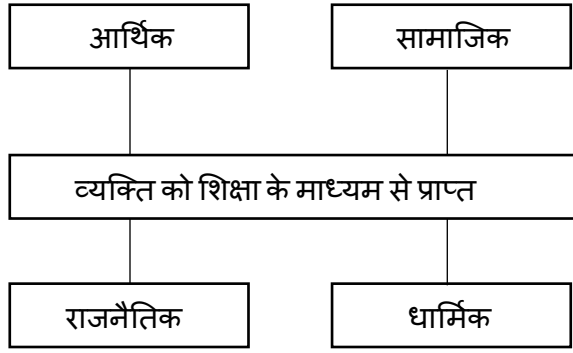 आर्थिक
सामाजिक
व्यक्ति को शिक्षा के माध्यम से प्राप्त
राजनैतिक
धार्मिक